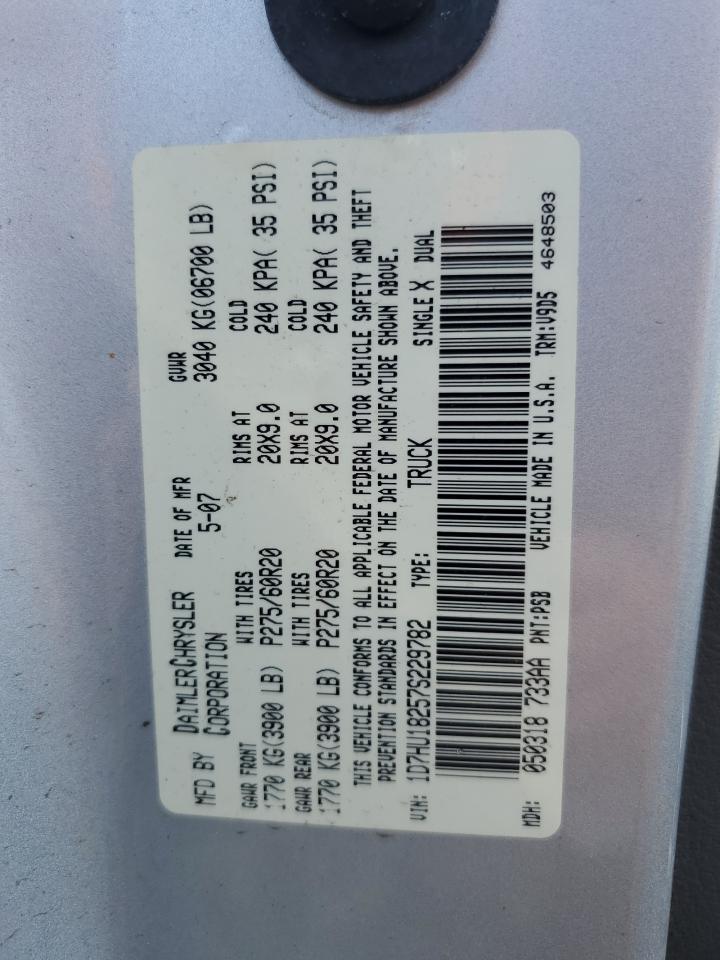 MFD BY DAIMLERCHRYSLER CORPORATION DATE OF MFR 5-07 GVWR 3040 KG(06700 LB)
GAWR FRONT WITH TIRES RIMS AT COLD
1770 KG(3900 LB) P275/60R20 20X9.0 240 KPA( 35 PSI)
GAWR REAR WITH TIRES RIMS AT COLD
1770 KG(3900 LB) P275/60R20 20X9.0 240 KPA( 35 PSI)
THIS VEHICLE CONFORMS TO ALL APPLICABLE FEDERAL MOTOR VEHICLE SAFETY AND THEFT
PREVENTION STANDARDS IN EFFECT ON THE DATE OF MANUFACTURE SHOWN ABOVE.
VIN: 1D7HU18257S229782 TYPE: TRUCK SINGLE X DUAL
MDH: 050318 733AA PNT:PSB VEHICLE MADE IN U.S.A. TRM:V9D5 4648503